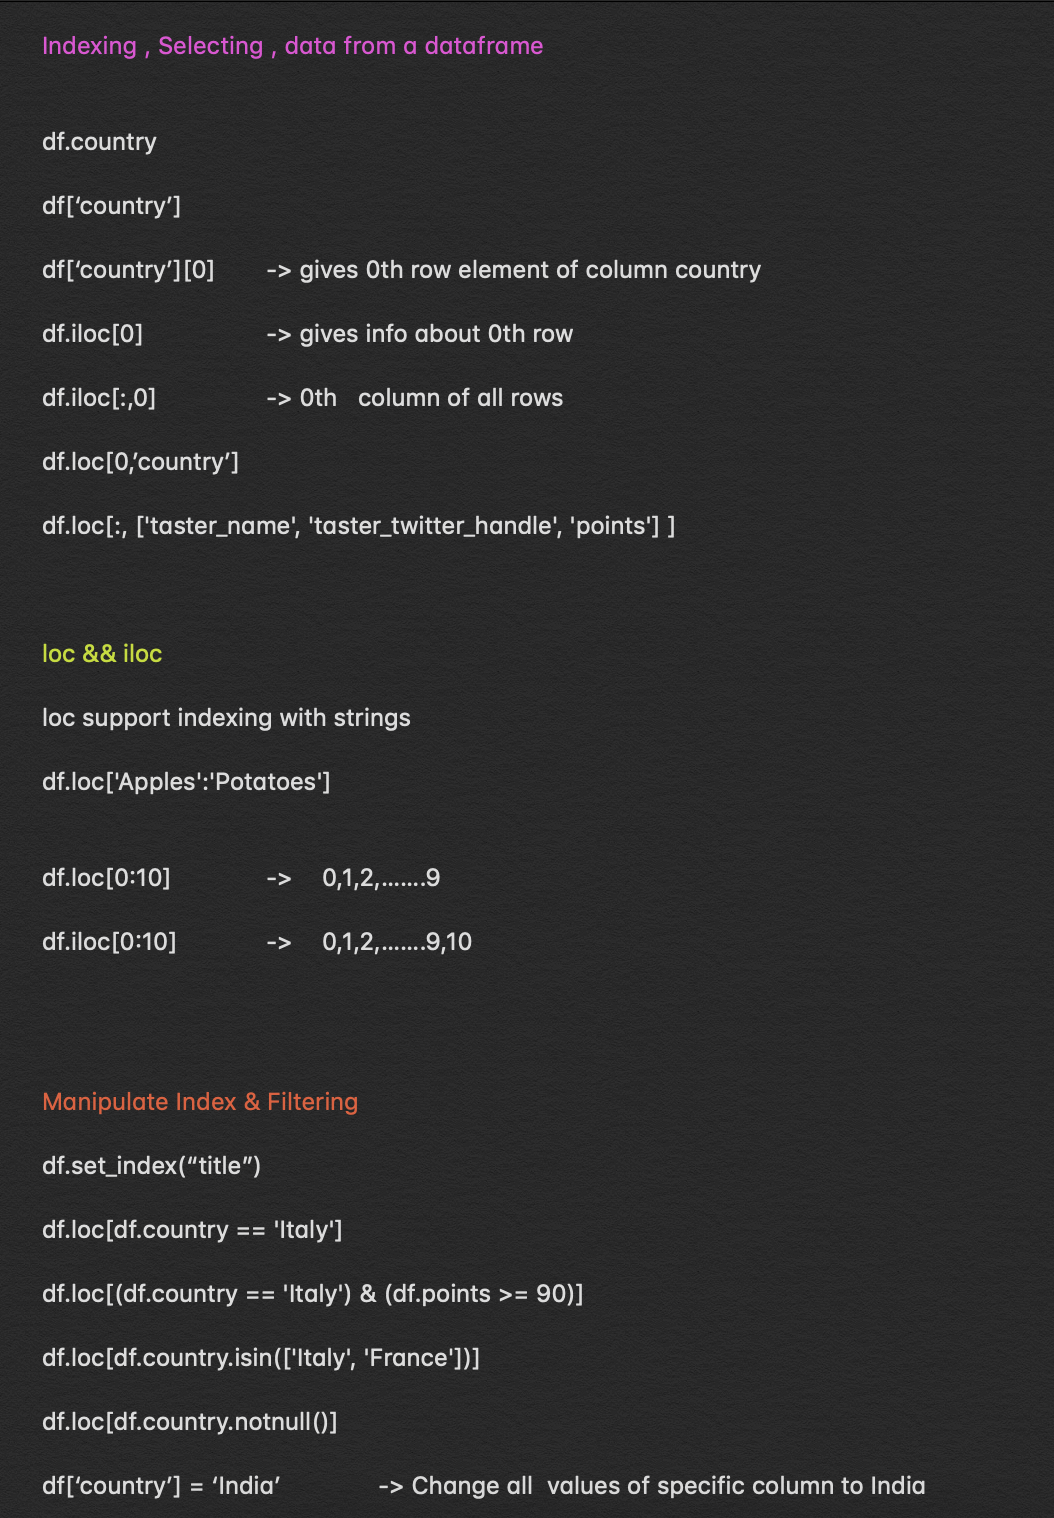 Indexing , Selecting , data from a dataframe
df.country
df[‘country’]
df[‘country’][0] -> gives 0th row element of column country
df.iloc[0] -> gives info about 0th row
df.iloc[:,0] -> 0th column of all rows
df.loc[0,’country’]
df.loc[:, ['taster_name', 'taster_twitter_handle', 'points'] ]
loc && iloc
loc support indexing with strings
df.loc['Apples':'Potatoes']
df.loc[0:10] -> 0,1,2,…….9
df.iloc[0:10] -> 0,1,2,…….9,10
Manipulate Index & Filtering
df.set_index(“title”)
df.loc[df.country == 'Italy']
df.loc[(df.country == 'Italy') & (df.points >= 90)]
df.loc[df.country.isin(['Italy', 'France'])]
df.loc[df.country.notnull()]
df[‘country’] = ‘India’ -> Change all values of specific column to India